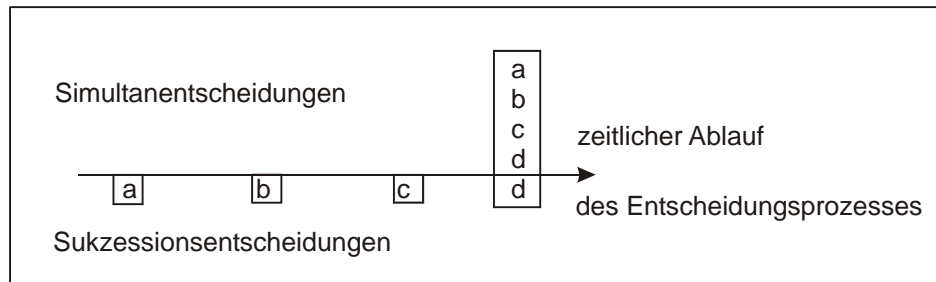 Simultanentscheidungen
a
b
c
d
zeitlicher Ablauf
a b c d
des Entscheidungsprozesses
Sukzessionsentscheidungen